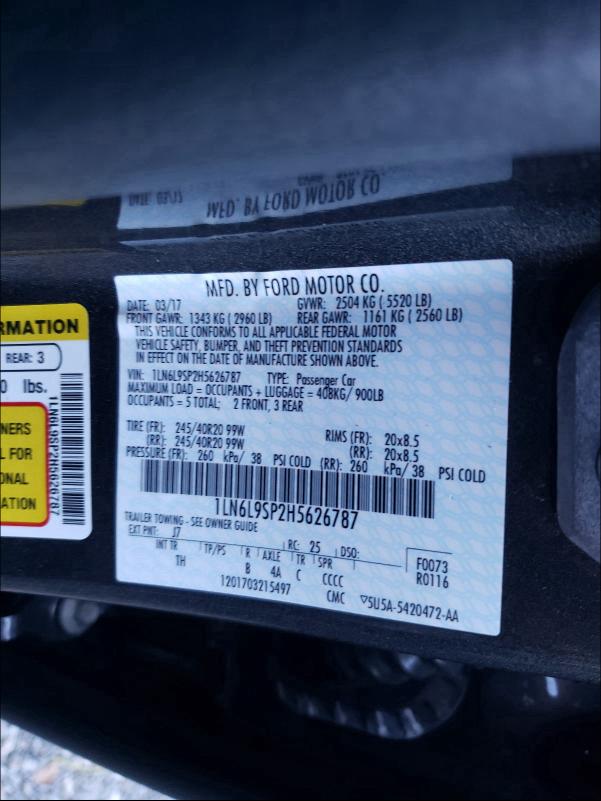 MFD. BY FORD MOTOR CO.
DATE: 03/17 GVWR: 2504 KG ( 5520 LB)
FRONT GAWR: 1343 KG ( 2960 LB) REAR GAWR: 1161 KG ( 2560 LB)
THIS VEHICLE CONFORMS TO ALL APPLICABLE FEDERAL MOTOR
VEHICLE SAFETY, BUMPER, AND THEFT PREVENTION STANDARDS
IN EFFECT ON THE DATE OF MANUFACTURE SHOWN ABOVE.
VIN: 1LN6L9SP2H5626787 TYPE: Passenger Car
MAXIMUM LOAD = OCCUPANTS + LUGGAGE = 408KG/ 900LB
OCCUPANTS = 5 TOTAL; 2 FRONT, 3 REAR
TIRE (FR): 245/40R20 99W RIMS (FR): 20x8.5
(RR): 245/40R20 99W (RR): 20x8.5
PRESSURE (FR): 260 kPa/ 38 PSI COLD (RR): 260 kPa/ 38 PSI COLD
1LN6L9SP2H5626787
TRAILER TOWING - SEE OWNER GUIDE
EXT PNT: J7 RC: 25 DSO: F0073
INT TR TP/PS R AXLE TR SPR R0116
TH B 4A C CCCC
1201703215497 CMC ▽5U5A-5420472-AA
RMATION
REAR: 3
0 lbs.
NERS
L FOR
ONAL
ATION
1LN6L9SP2H5626787
DATE: 03/17
MFD. BY FORD MOTOR CO